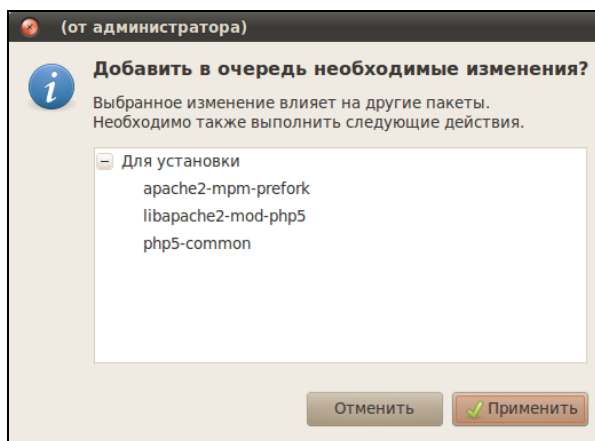 (от администратора)
Добавить в очередь необходимые изменения?
Выбранное изменение влияет на другие пакеты.
Необходимо также выполнить следующие действия.
Для установки
apache2-mpm-prefork
libapache2-mod-php5
php5-common
Отменить
Применить